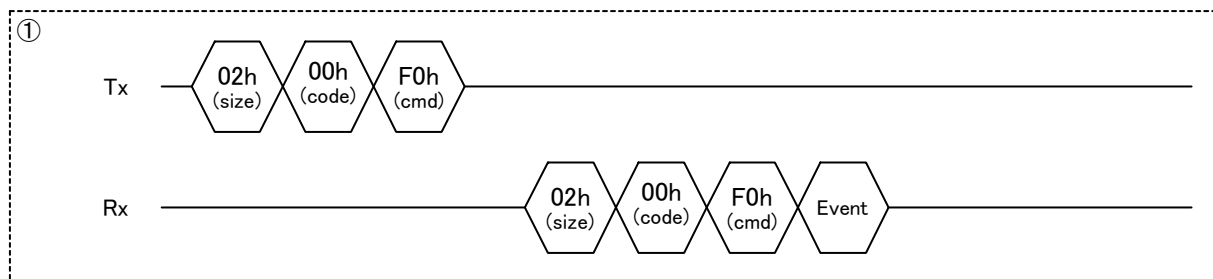 ①
Tx
02h
(size)
00h
(code)
F0h
(cmd)
Rx
02h
(size)
00h
(code)
F0h
(cmd)
Event